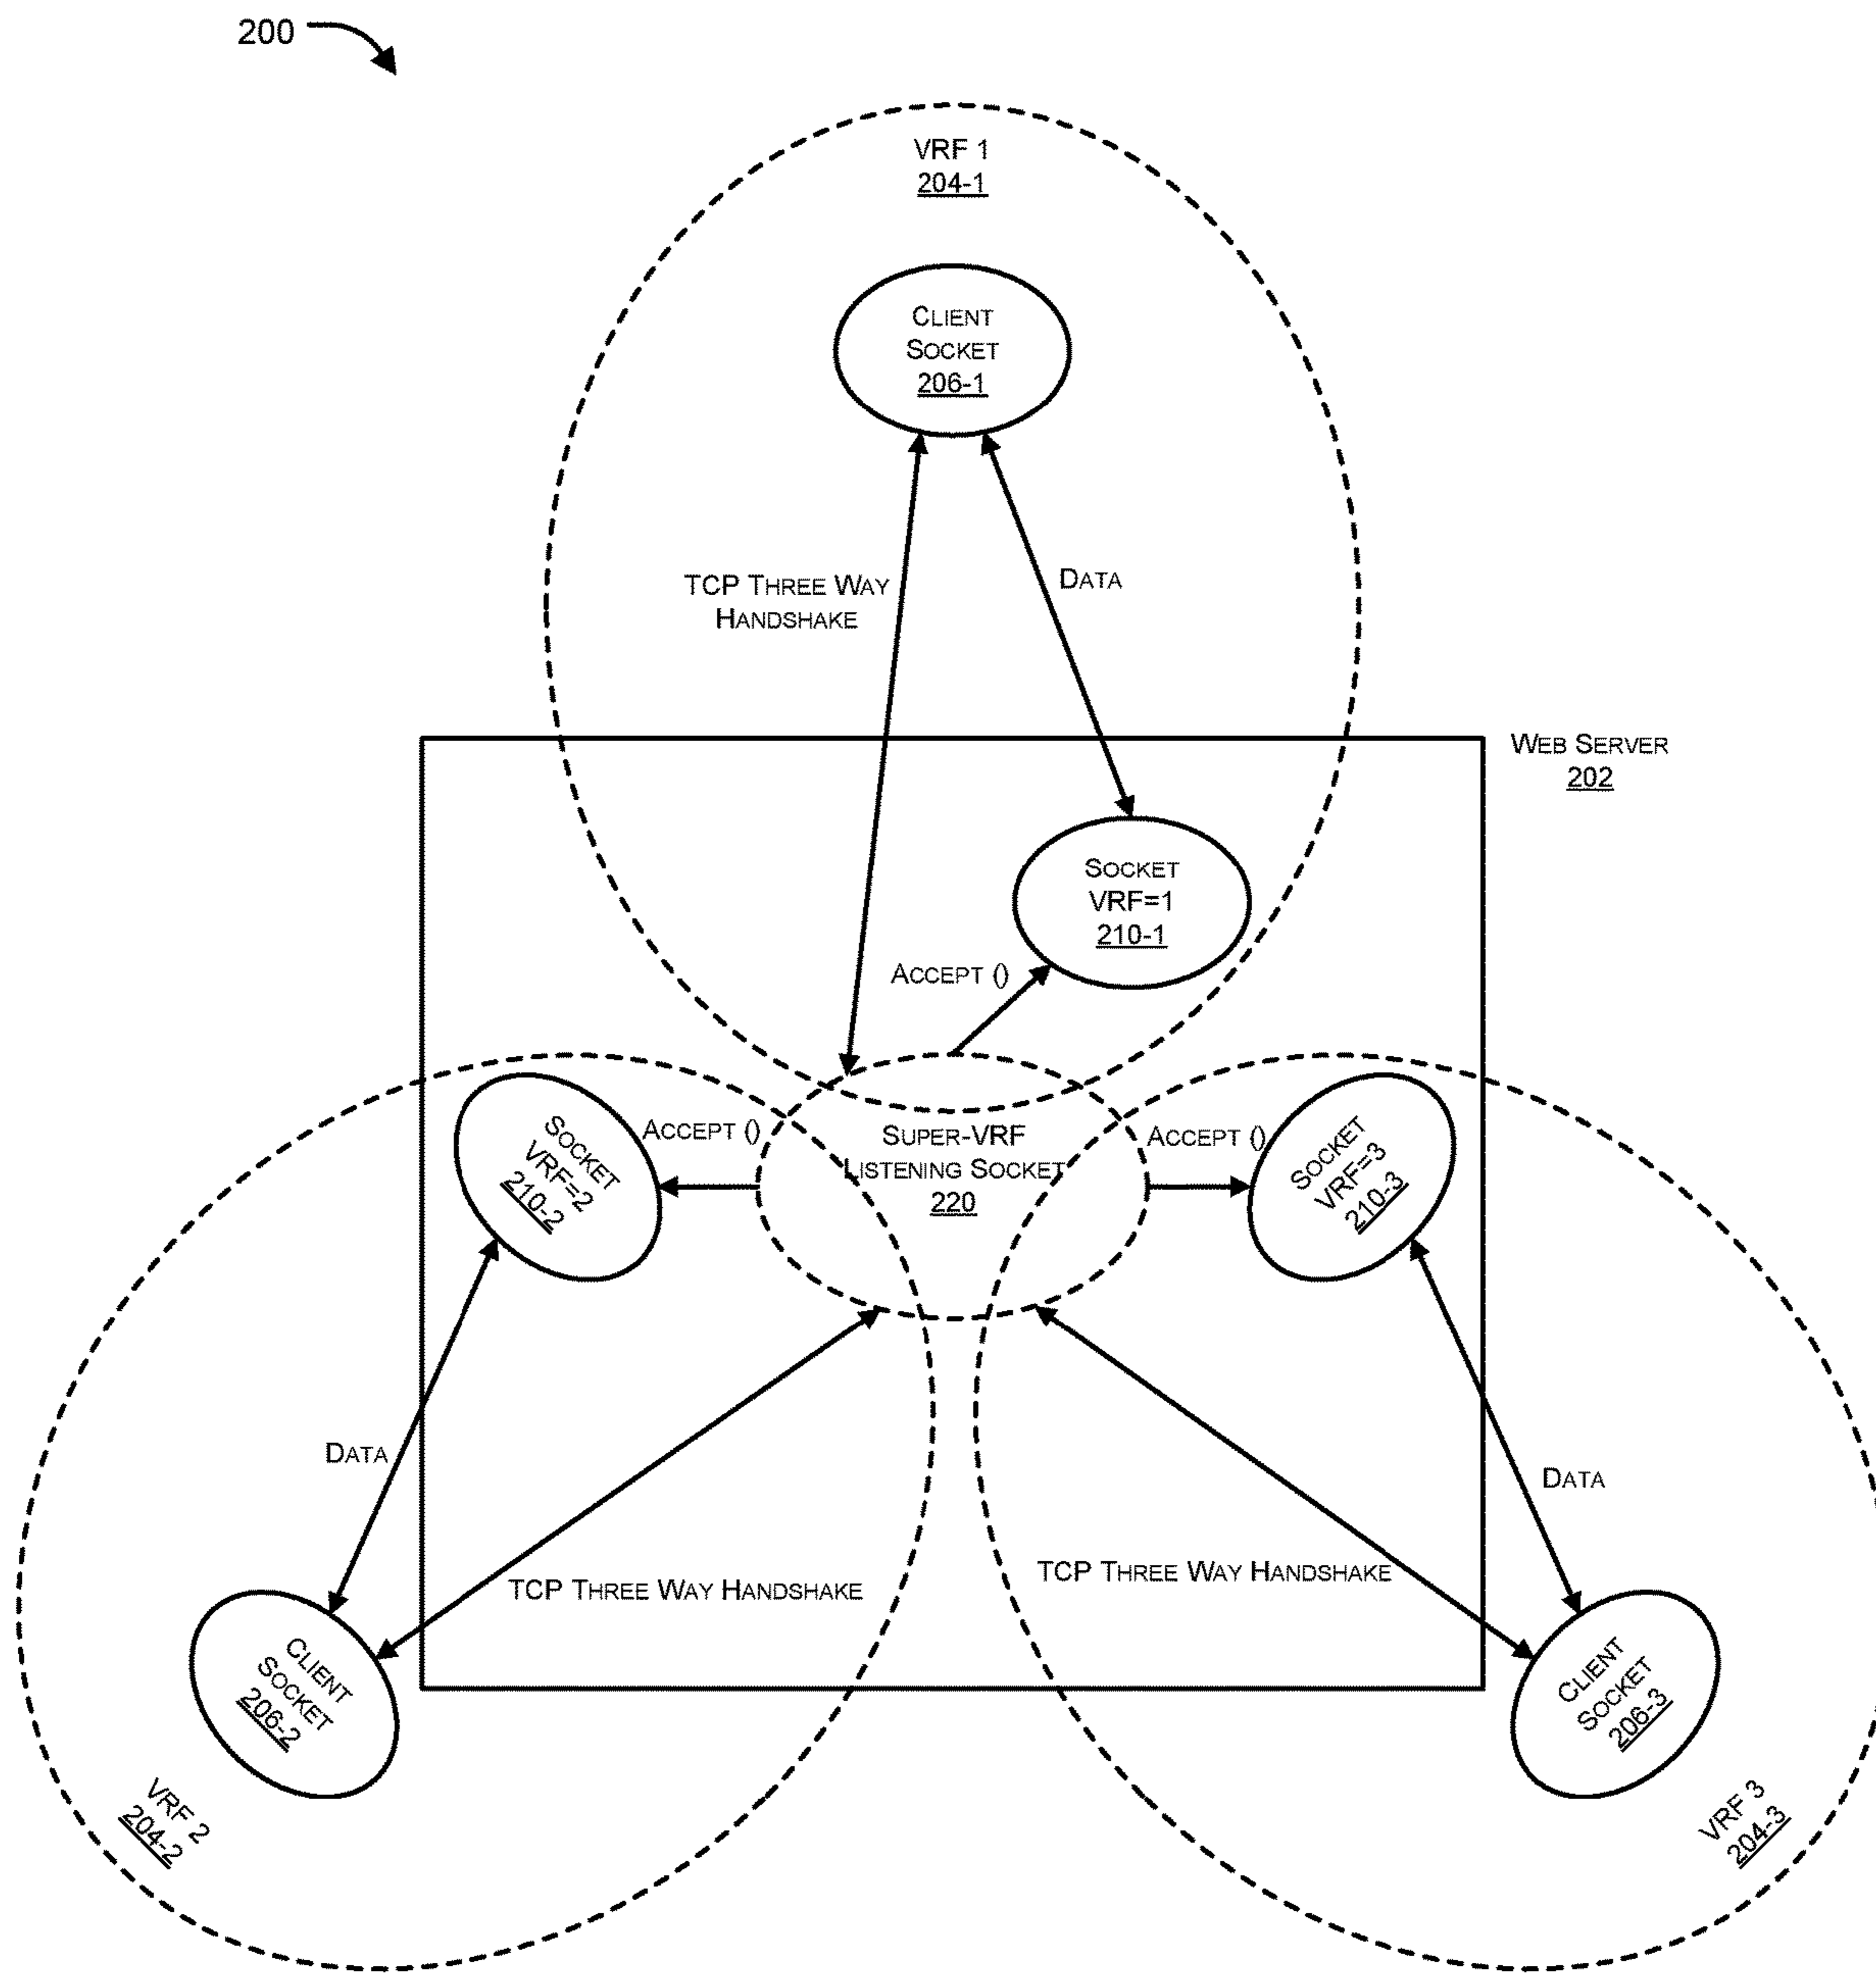 200
VRF 1
204-1
CLIENT
SOCKET
206-1
TCP THREE WAY
HANDSHAKE
DATA
WEB SERVER
202
SOCKET
VRF=1
210-1
ACCEPT ()
SOCKET
VRF=2
210-2
ACCEPT ()
SUPER-VRF
LISTENING SOCKET
220
ACCEPT ()
SOCKET
VRF=3
210-3
DATA
DATA
TCP THREE WAY HANDSHAKE
TCP THREE WAY HANDSHAKE
CLIENT
SOCKET
206-2
CLIENT
SOCKET
206-3
VRF 2
204-2
VRF 3
204-3